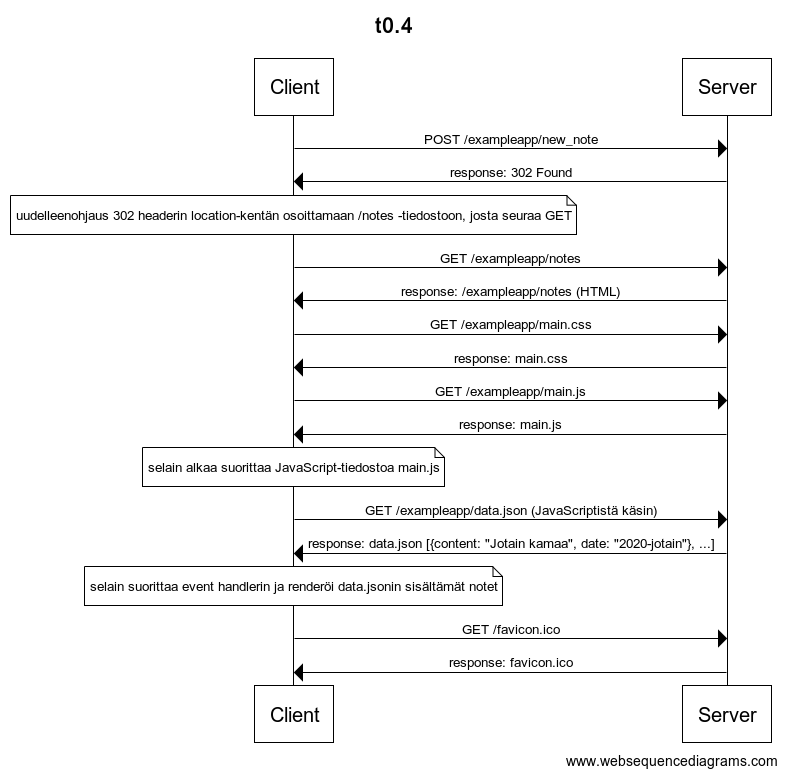 t0.4
Client
Server
POST /exampleapp/new_note
response: 302 Found
uudelleenohjaus 302 headerin location-kentän osoittamaan /notes -tiedostoon, josta seuraa GET
GET /exampleapp/notes
response: /exampleapp/notes (HTML)
GET /exampleapp/main.css
response: main.css
GET /exampleapp/main.js
response: main.js
selain alkaa suorittaa JavaScript-tiedostoa main.js
GET /exampleapp/data.json (JavaScriptistä käsin)
response: data.json [{content: "Jotain kamaa", date: "2020-jotain"}, ...]
selain suorittaa event handlerin ja renderöi data.jsonin sisältämät notet
GET /favicon.ico
response: favicon.ico
Client
Server
www.websequencediagrams.com